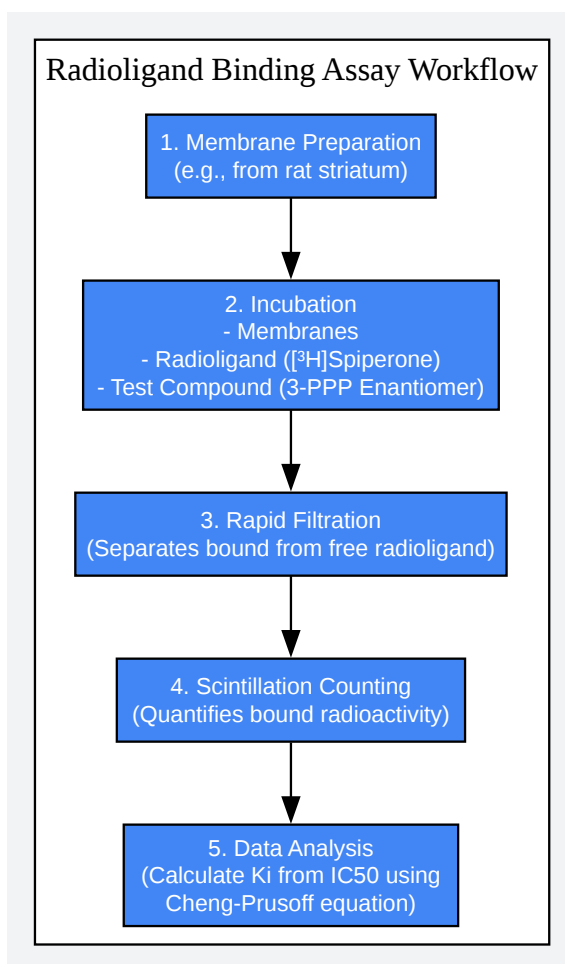 Radioligand Binding Assay Workflow
1. Membrane Preparation
(e.g., from rat striatum)
2. Incubation
- Membranes
- Radioligand ([³H]Spiperone)
- Test Compound (3-PPP Enantiomer)
3. Rapid Filtration
(Separates bound from free radioligand)
4. Scintillation Counting
(Quantifies bound radioactivity)
5. Data Analysis
(Calculate Ki from IC50 using
Cheng-Prusoff equation)